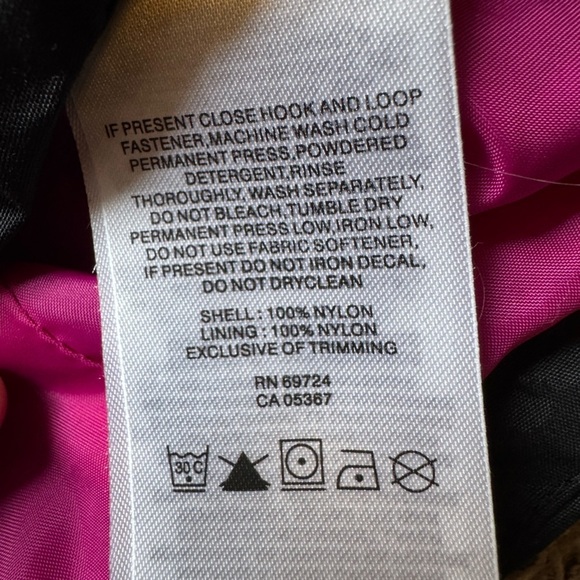 IF PRESENT CLOSE HOOK AND LOOP
FASTENER,MACHINE WASH COLD
PERMANENT PRESS,POWDERED
DETERGENT,RINSE
THOROUGHLY, WASH SEPARATELY,
DO NOT BLEACH,TUMBLE DRY
PERMANENT PRESS LOW,IRON LOW,
DO NOT USE FABRIC SOFTENER,
IF PRESENT DO NOT IRON DECAL,
DO NOT DRYCLEAN
SHELL : 100% NYLON
LINING : 100% NYLON
EXCLUSIVE OF TRIMMING
RN 69724
CA 05367
30 C